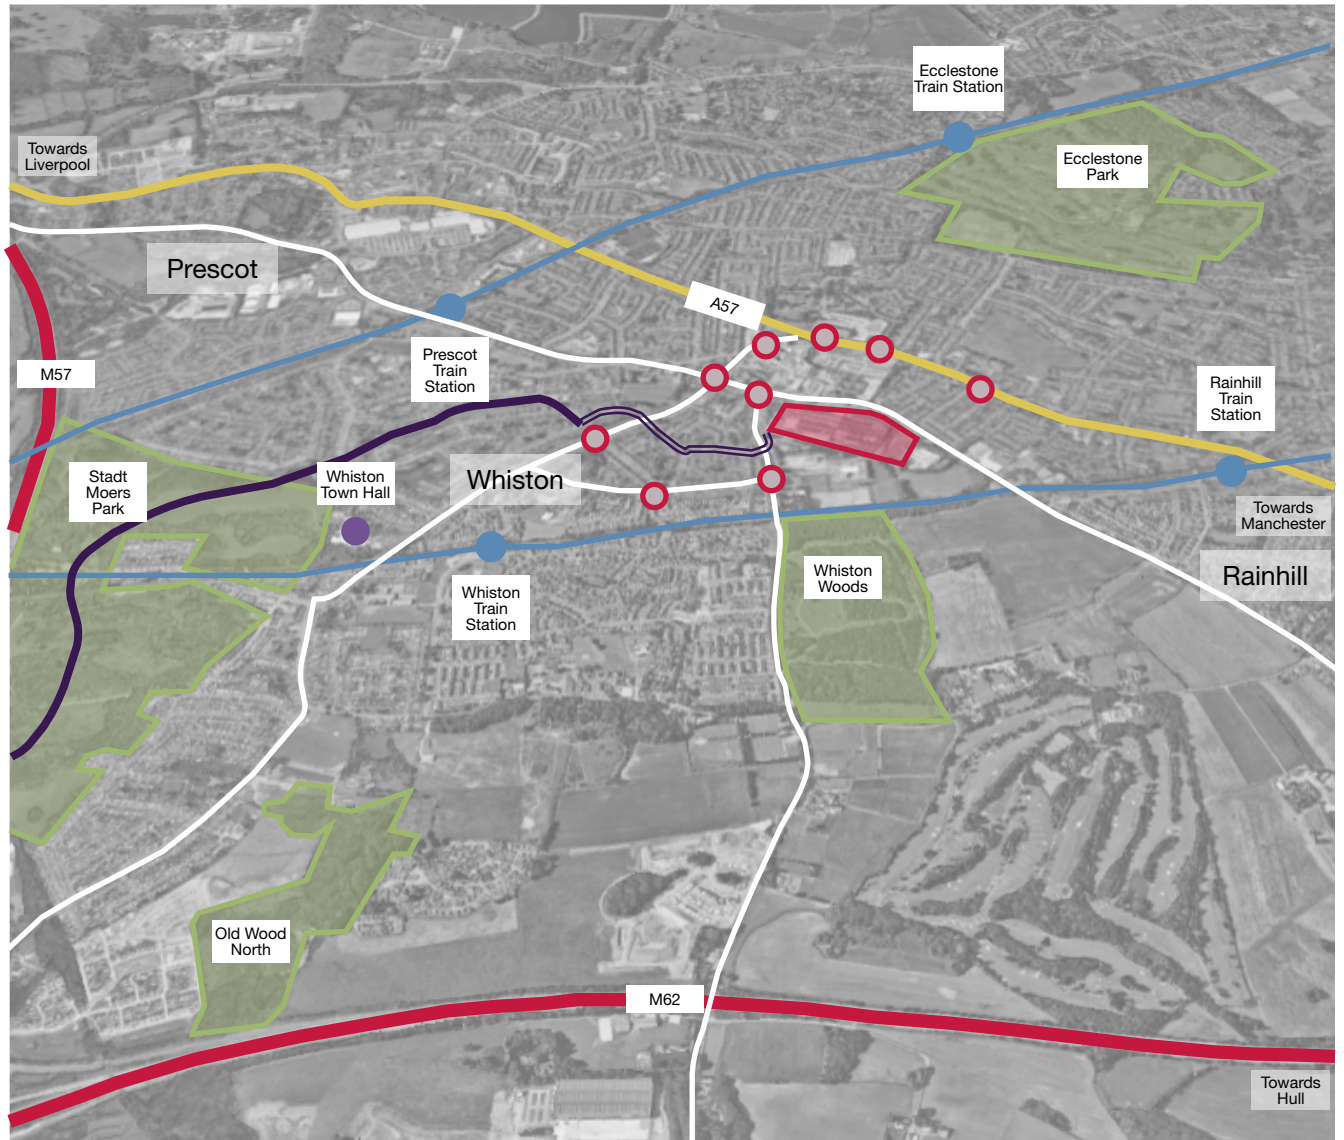 Ecclestone
Train Station
Towards
Liverpool
Ecclestone
Park
Prescot
A57
M57
Prescot
Train
Station
Rainhill
Train
Station
Stadt
Moers
Park
Whiston
Town Hall
Whiston
Towards
Manchester
Rainhill
Whiston
Woods
Whiston
Train
Station
Old Wood
North
M62
Towards
Hull